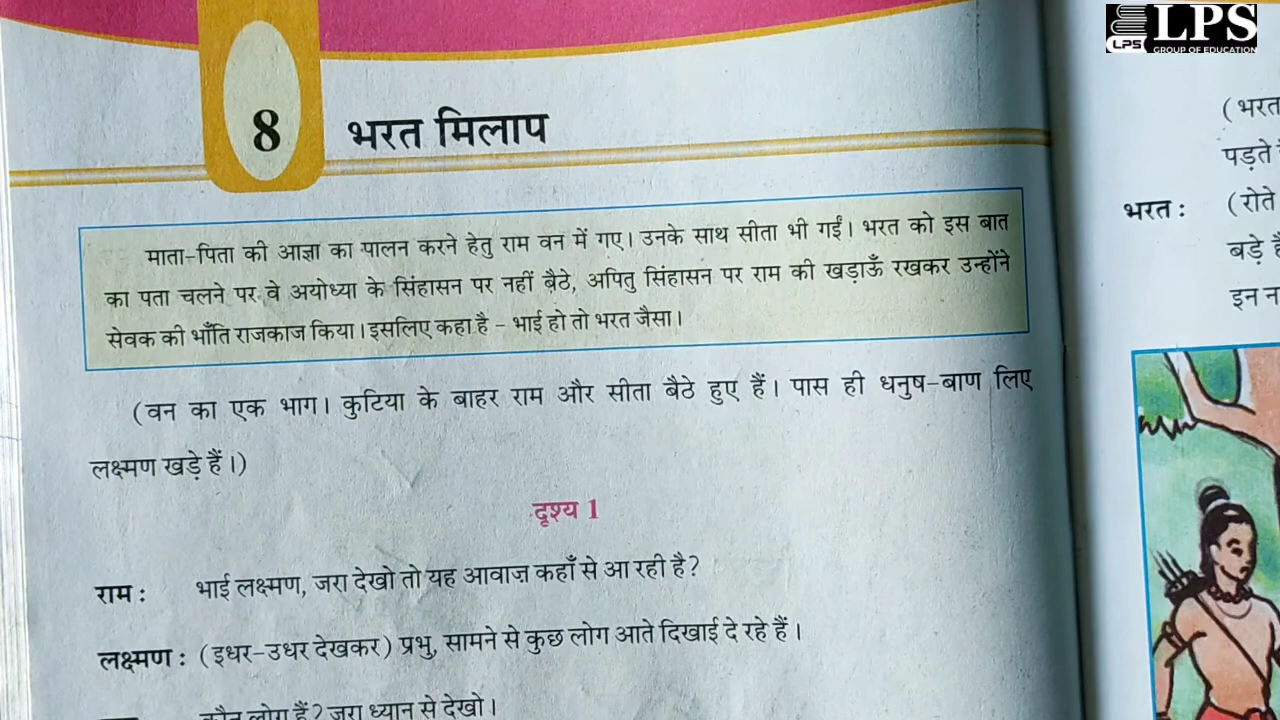 LPS
LPS
GROUP OF EDUCATION
8
भरत मिलाप
माता-पिता की आज्ञा का पालन करने हेतु राम वन में गए। उनके साथ सीता भी गईं। भरत को इस बात
का पता चलने पर वे अयोध्या के सिंहासन पर नहीं बैठे, अपितु सिंहासन पर राम की खड़ाऊँ रखकर उन्होंने
सेवक की भाँति राजकाज किया। इसलिए कहा है - भाई हो तो भरत जैसा।
(वन का एक भाग। कुटिया के बाहर राम और सीता बैठे हुए हैं। पास ही धनुष-बाण लिए
लक्ष्मण खड़े हैं।)
दृश्य 1
राम : भाई लक्ष्मण, जरा देखो तो यह आवाज़ कहाँ से आ रही है?
लक्ष्मण : (इधर-उधर देखकर) प्रभु, सामने से कुछ लोग आते दिखाई दे रहे हैं।
कौन लोग हैं? जरा ध्यान से देखो।
(भरत
पड़ते
भरत : (रोते
बड़े
इन